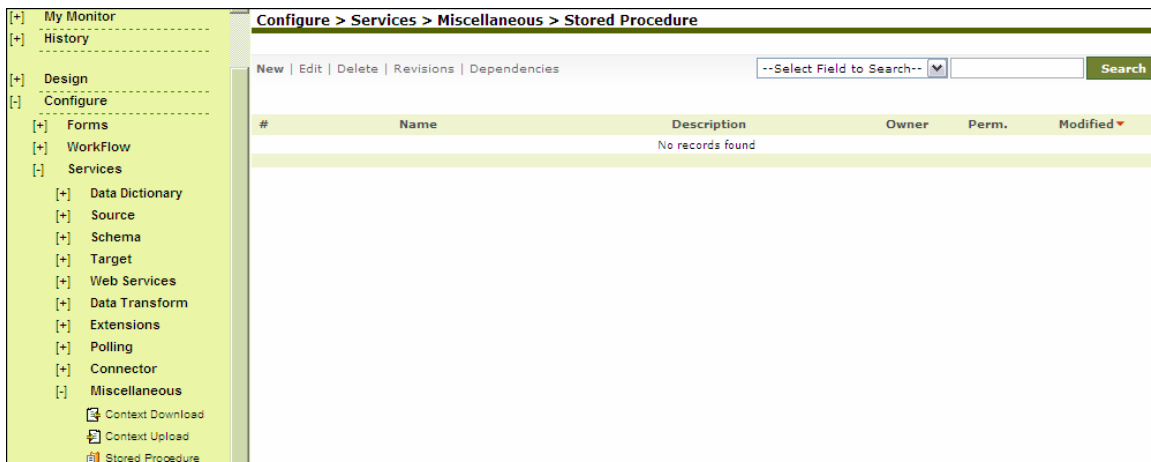 [+] My Monitor
[+] History
[+] Design
[-] Configure
[+] Forms
[+] WorkFlow
[-] Services
[+] Data Dictionary
[+] Source
[+] Schema
[+] Target
[+] Web Services
[+] Data Transform
[+] Extensions
[+] Polling
[+] Connector
[-] Miscellaneous
Context Download
Context Upload
Stored Procedure
Configure > Services > Miscellaneous > Stored Procedure
New | Edit | Delete | Revisions | Dependencies --Select Field to Search-- Search
# Name Description Owner Perm. Modified
No records found